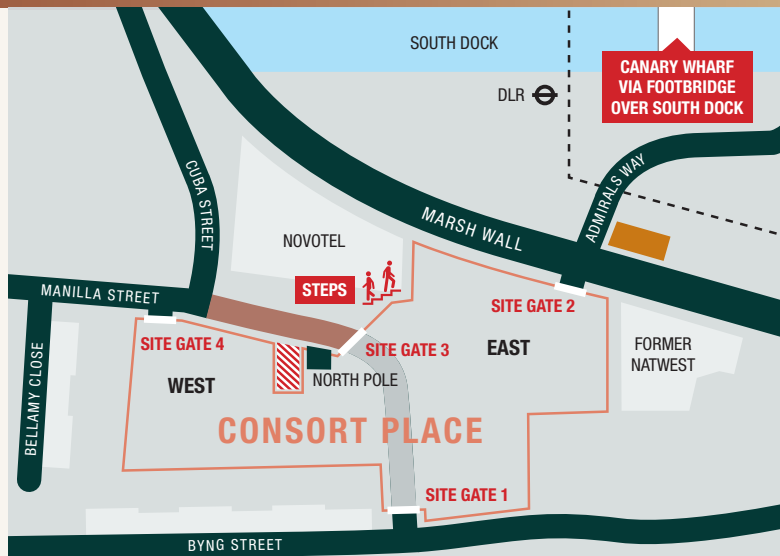 SOUTH DOCK
CANARY WHARF
VIA FOOTBRIDGE
OVER SOUTH DOCK
DLR
CUBA STREET
ADMIRALS WAY
MARSH WALL
NOVOTEL
STEPS
MANILLA STREET
SITE GATE 2
SITE GATE 4
SITE GATE 3
EAST
FORMER
NATWEST
WEST
NORTH POLE
BELLAMY CLOSE
CONSORT PLACE
SITE GATE 1
BYNG STREET